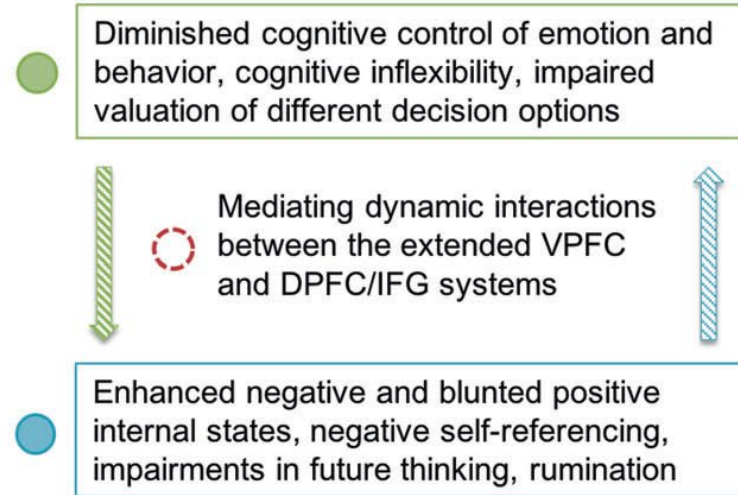 Diminished cognitive control of emotion and
behavior, cognitive inflexibility, impaired
valuation of different decision options
Mediating dynamic interactions
between the extended VPFC
and DPFC/IFG systems
Enhanced negative and blunted positive
internal states, negative self-referencing,
impairments in future thinking, rumination